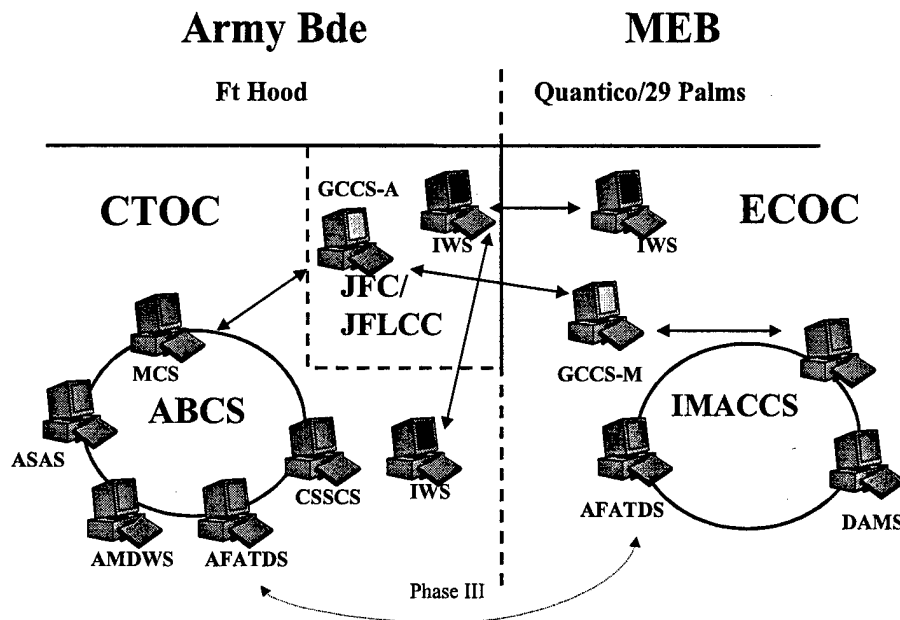 Army Bde
MEB
Ft Hood
Quantico/29 Palms
GCCS-A
CTOC
ECOC
IWS
IWS
JFC/
JFLCC
MCS
GCCS-M
ABCS
IMACCS
ASAS
CSSCS
IWS
AFATDS
DAMS
AMDWS
AFATDS
Phase III